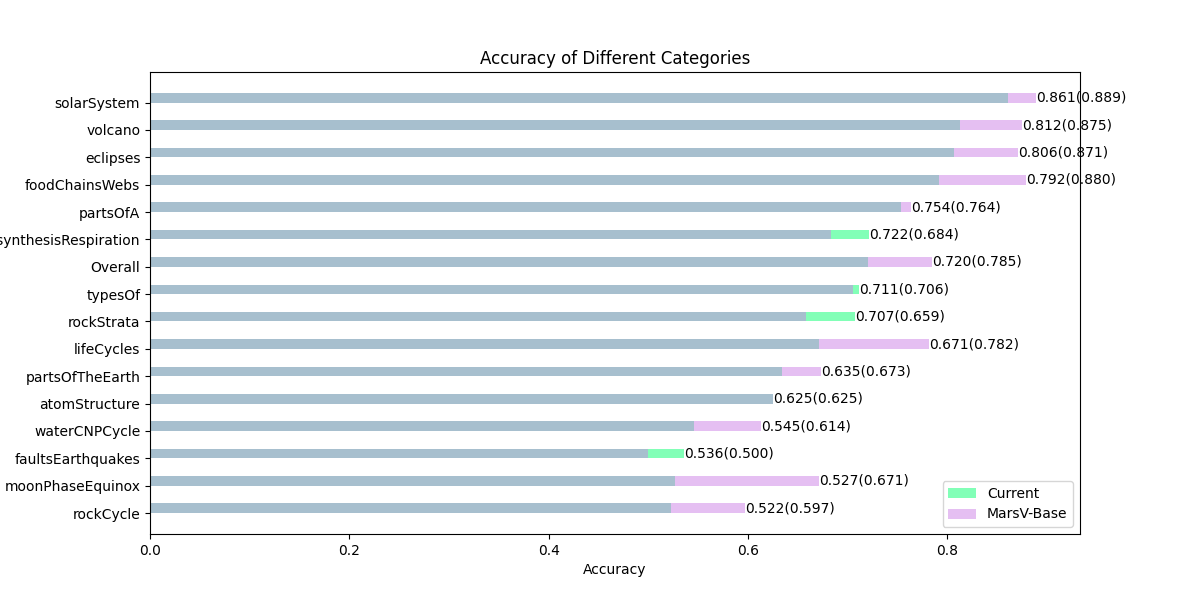 Accuracy of Different Categories
solarSystem 0.861(0.889)
volcano 0.812(0.875)
eclipses 0.806(0.871)
foodChainsWebs 0.792(0.880)
partsOfA 0.754(0.764)
synthesisRespiration 0.722(0.684)
Overall 0.720(0.785)
typesOf 0.711(0.706)
rockStrata 0.707(0.659)
lifeCycles 0.671(0.782)
partsOfTheEarth 0.635(0.673)
atomStructure 0.625(0.625)
waterCNPCycle 0.545(0.614)
faultsEarthquakes 0.536(0.500)
moonPhaseEquinox 0.527(0.671)
rockCycle 0.522(0.597)
Current
MarsV-Base
0.0 0.2 0.4 0.6 0.8
Accuracy